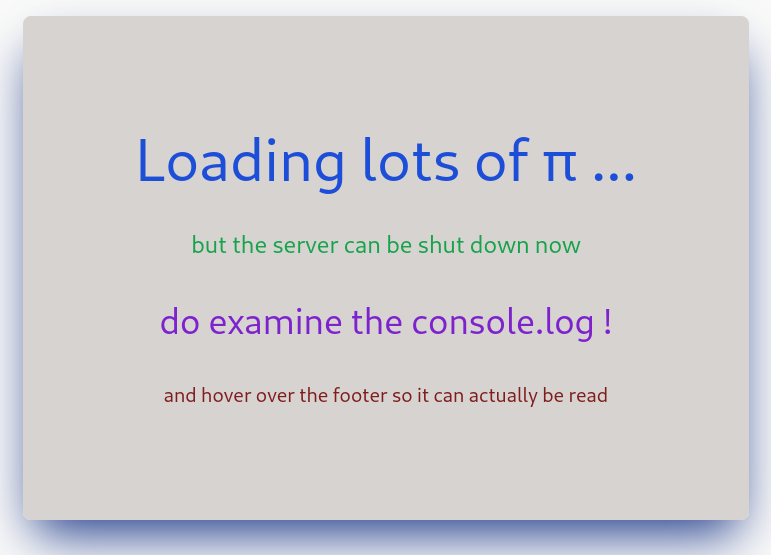 Loading lots of π ...
but the server can be shut down now
do examine the console.log !
and hover over the footer so it can actually be read